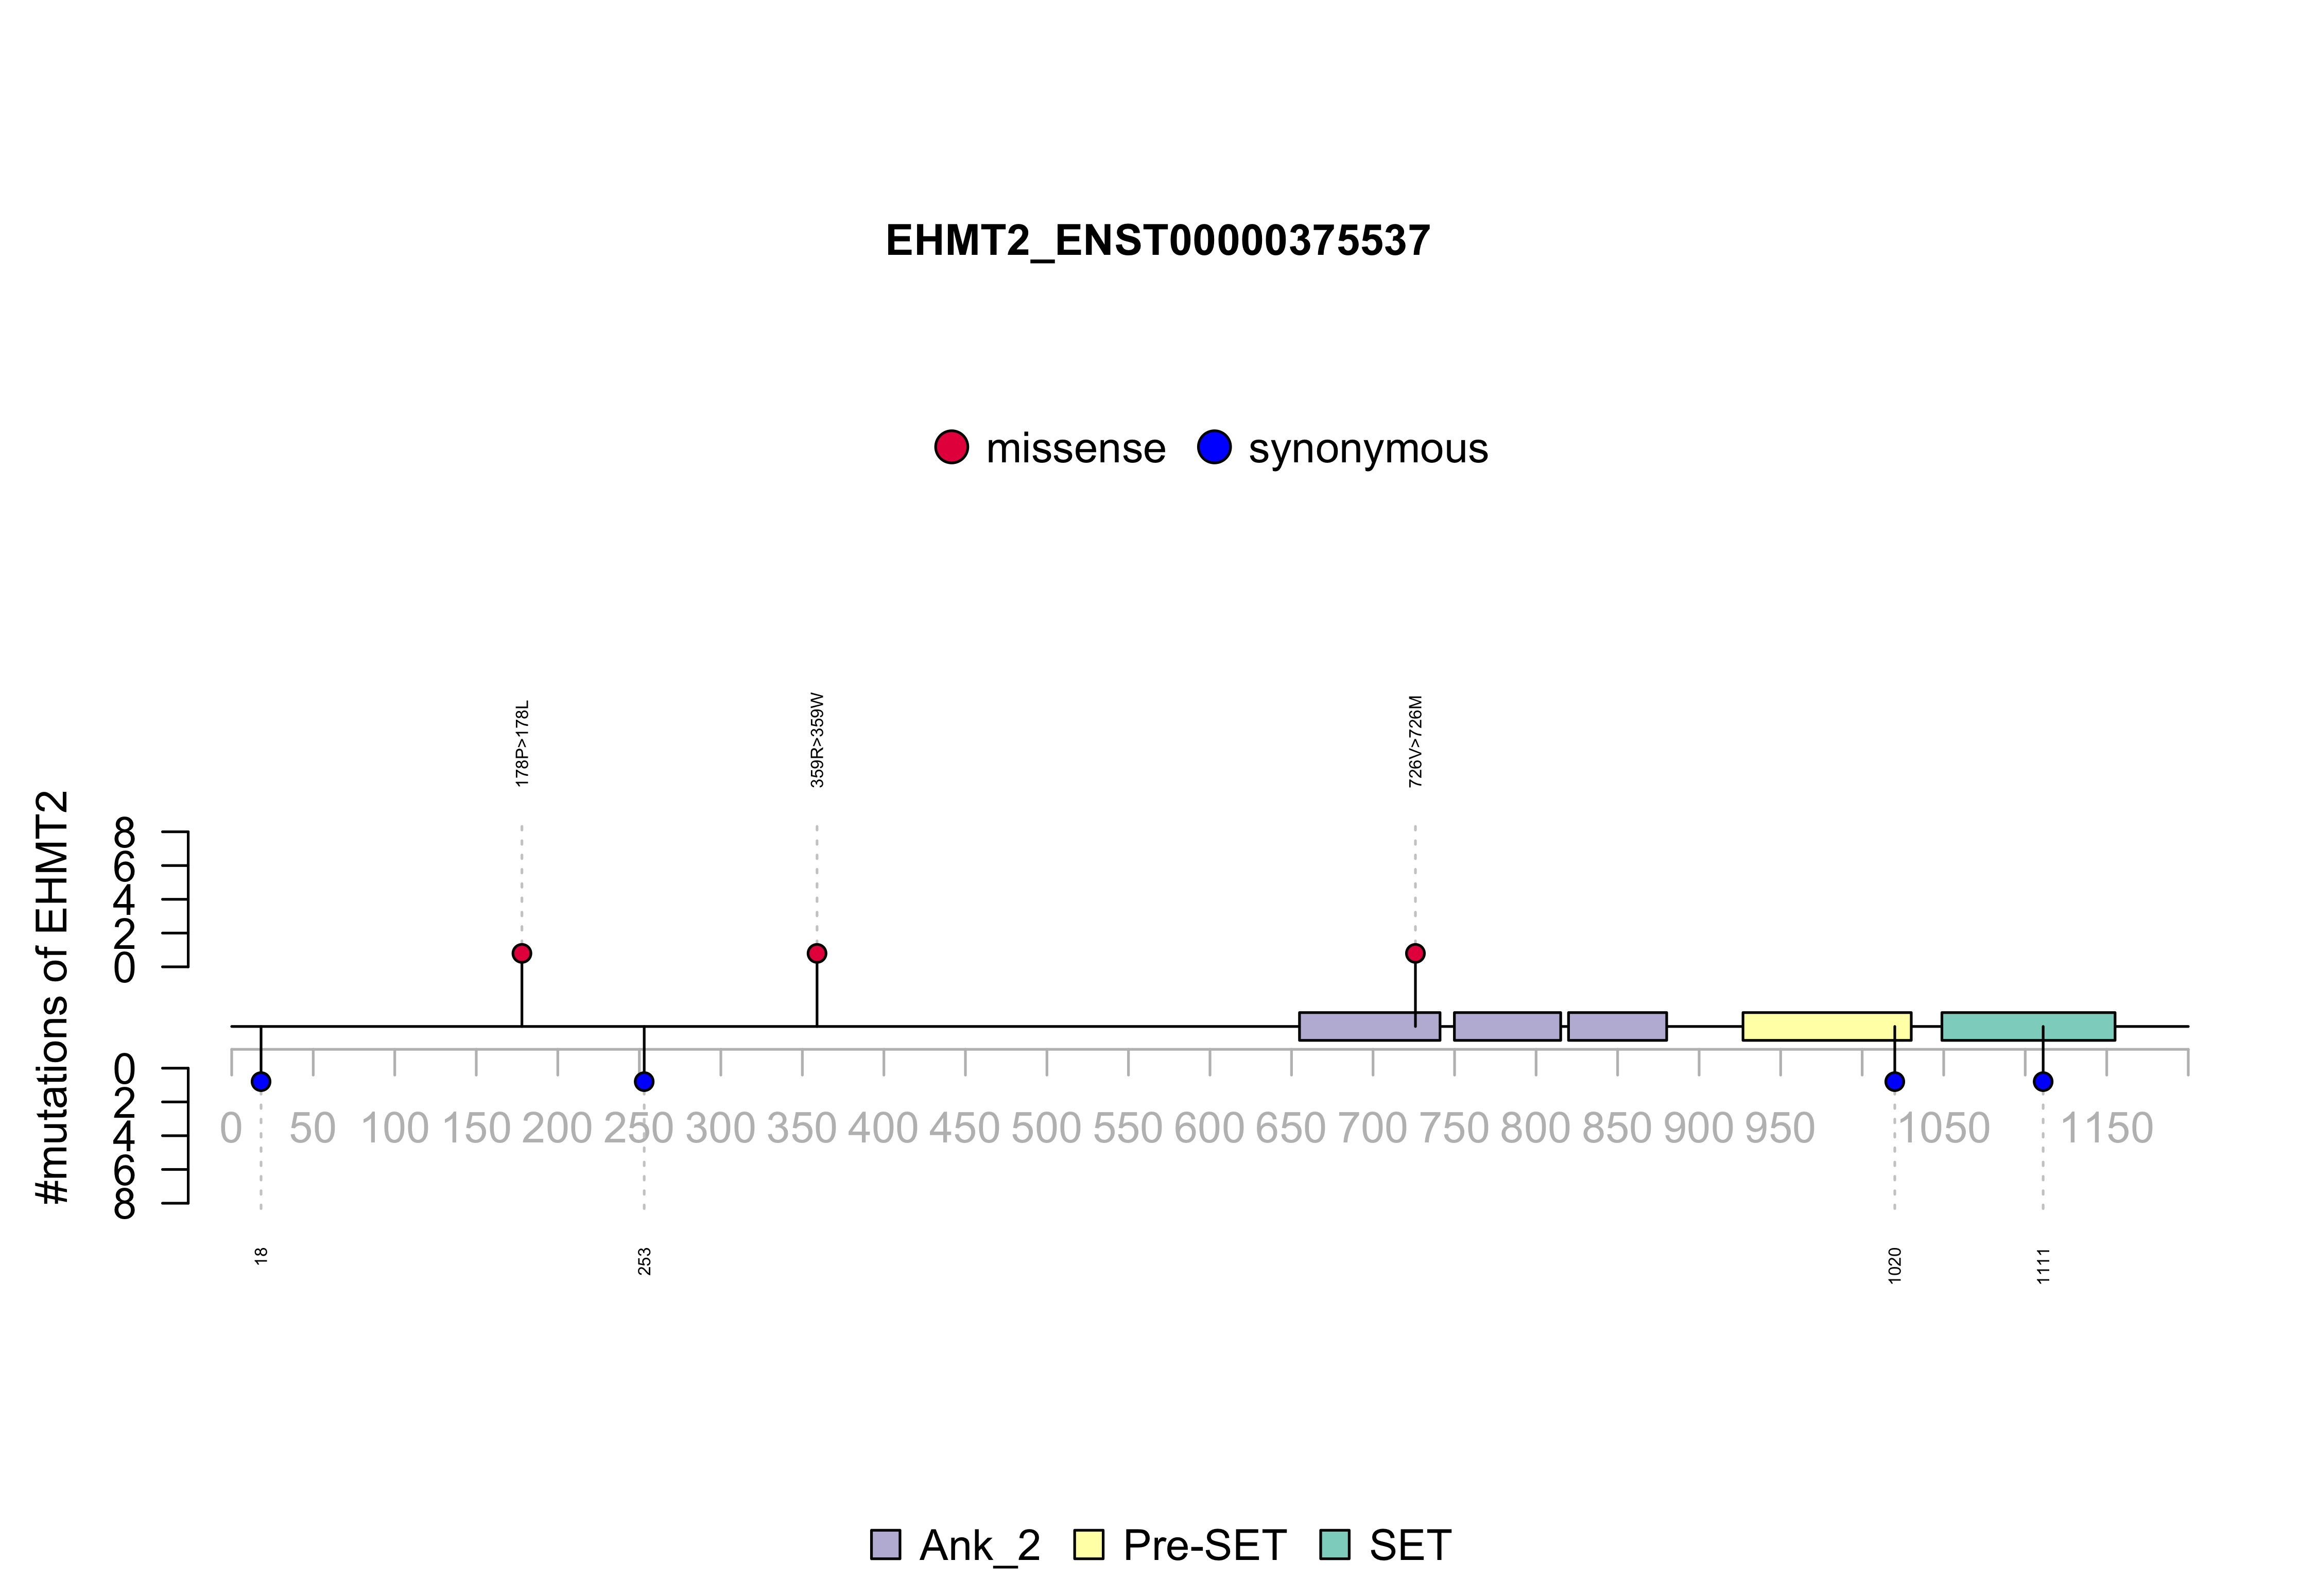 EHMT2_ENST00000375537
missense synonymous
178P>178L 359R>359W 726V>726M
#mutations of EHMT2
8
6
4
2
0
0
2
4
6
8
0 50 100 150 200 250 300 350 400 450 500 550 600 650 700 750 800 850 900 950 1050 1150
18 253 1020 1111
Ank_2 Pre-SET SET